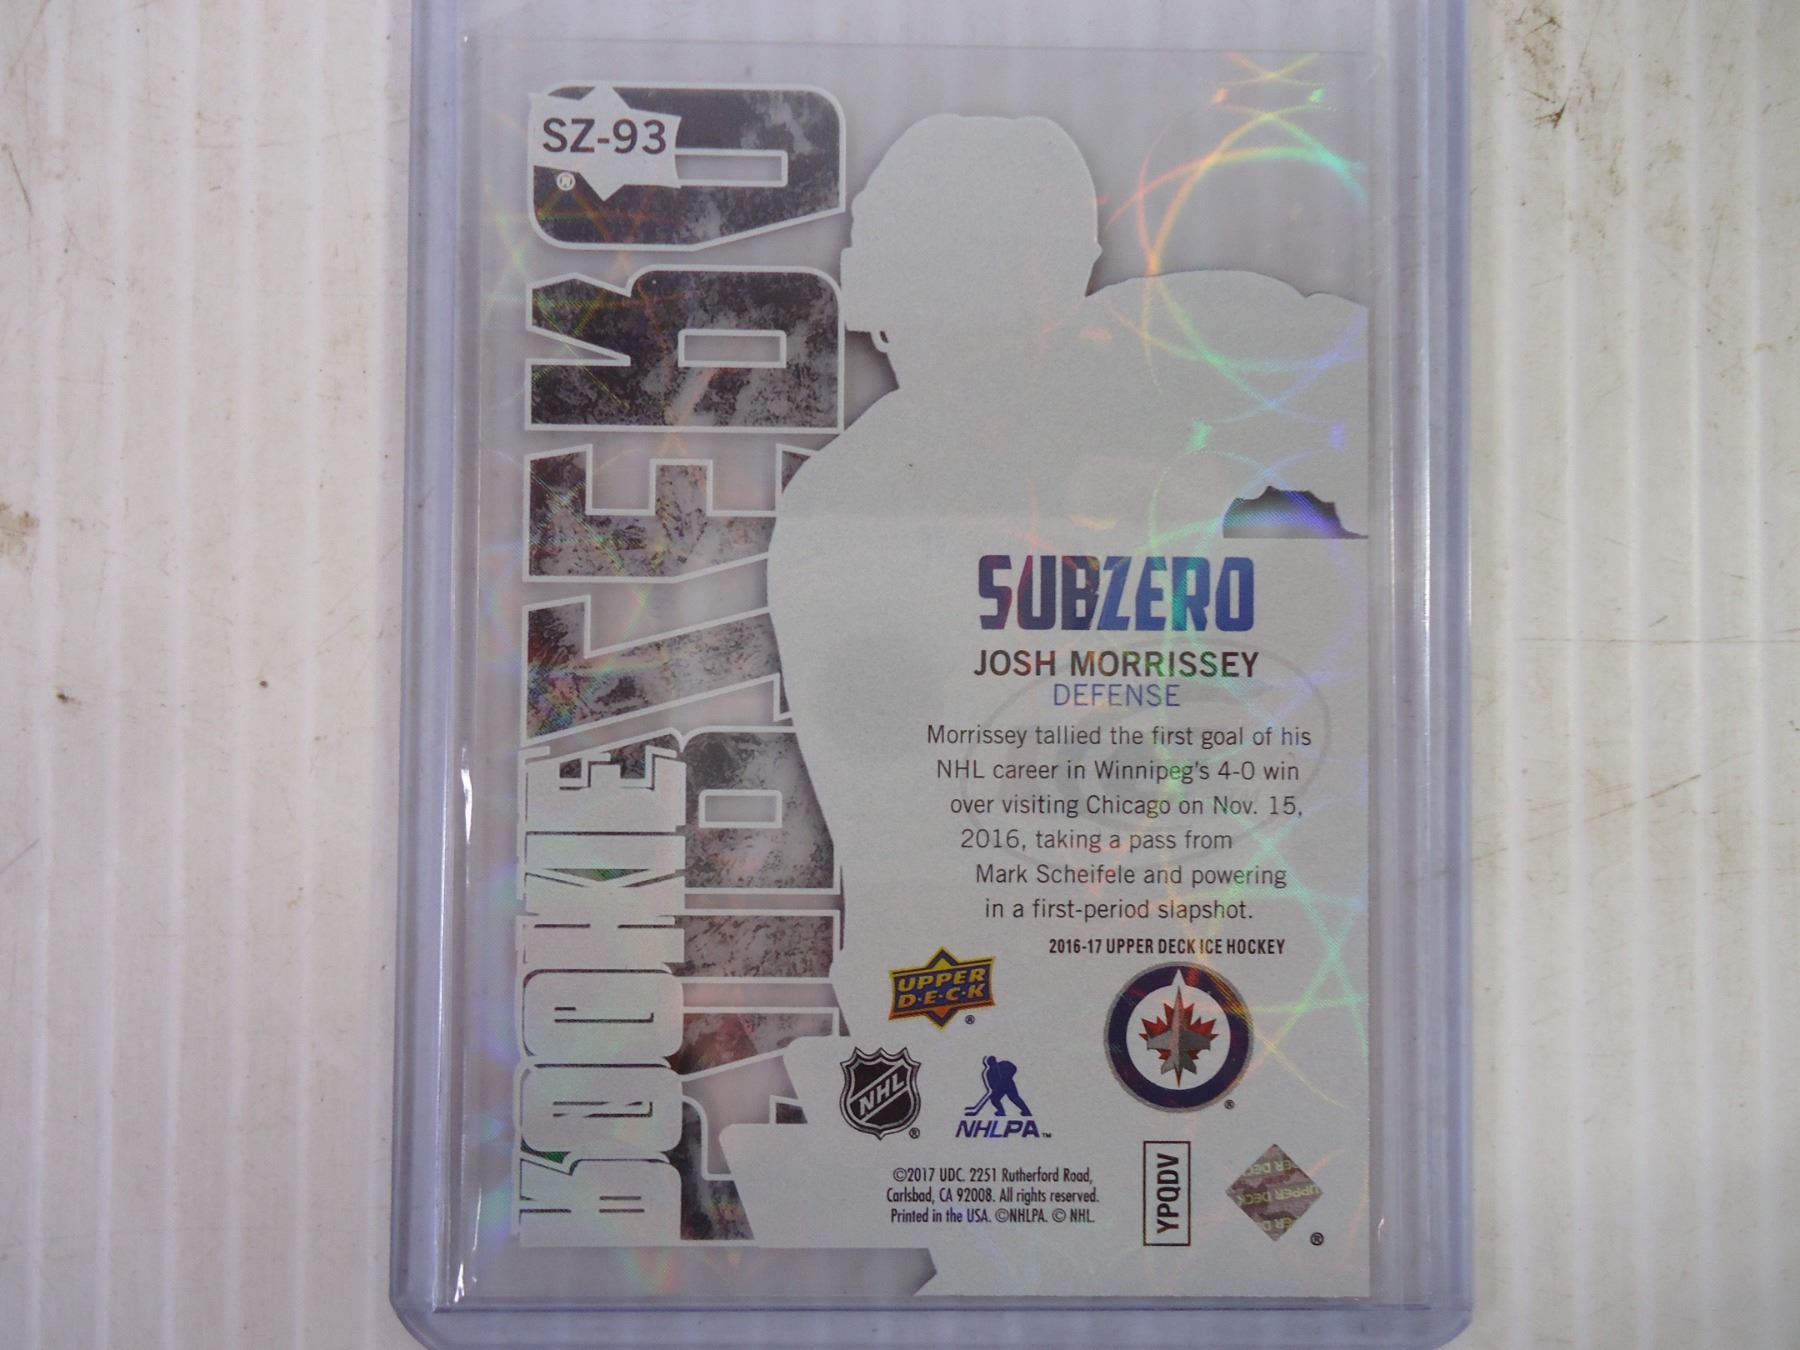 SZ-93
®
SUBZERO
ROOKIE
SUBZERO
JOSH MORRISSEY
DEFENSE
Morrissey tallied the first goal of his
NHL career in Winnipeg's 4-0 win
over visiting Chicago on Nov. 15,
2016, taking a pass from
Mark Scheifele and powering
in a first-period slapshot.
2016-17 UPPER DECK ICE HOCKEY
UPPER
D·E·C·K
®
NHL
®
NHLPA™
®
©2017 UDC. 2251 Rutherford Road,
Carlsbad, CA 92008. All rights reserved.
Printed in the USA. ©NHLPA. © NHL.
YPQDV
UPPER DECK
®